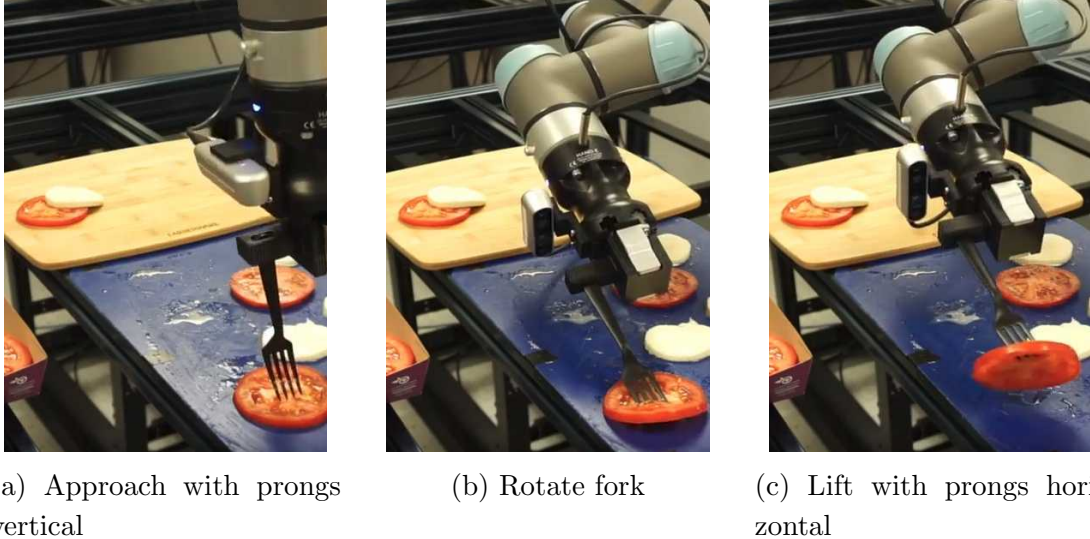 a) Approach with prongs
vertical
(b) Rotate fork
(c) Lift with prongs hori
zontal